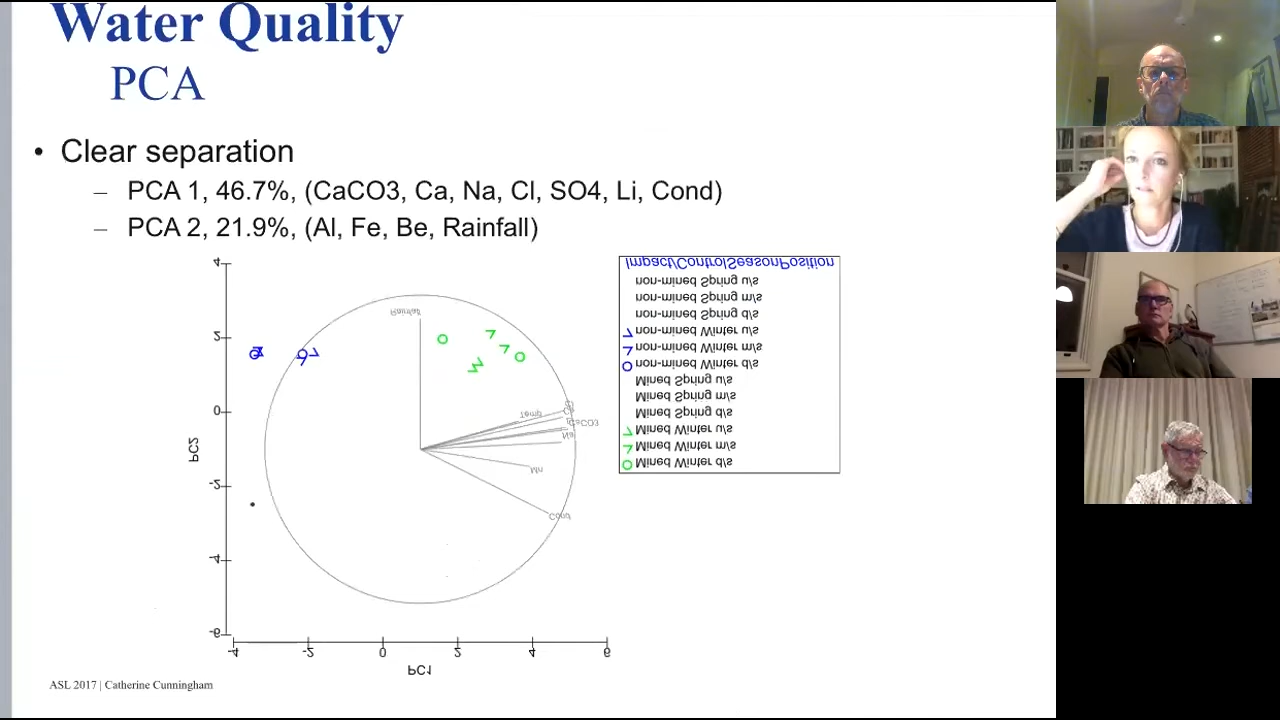 Water Quality
PCA
• Clear separation
– PCA 1, 46.7%, (CaCO3, Ca, Na, Cl, SO4, Li, Cond)
– PCA 2, 21.9%, (Al, Fe, Be, Rainfall)
4
2
0
-2
-4
-6
PC2
Rainfall
Temp
CaCO3
Na
Mn
Cond
-4
-2
0
2
4
6
PC1
Impact/ControlSeasonPosition
non-mined Spring u/s
non-mined Spring m/s
non-mined Spring d/s
non-mined Winter u/s
non-mined Winter m/s
non-mined Winter d/s
Mined Spring u/s
Mined Spring m/s
Mined Spring d/s
Mined Winter u/s
Mined Winter m/s
Mined Winter d/s
ASL 2017 | Catherine Cunningham